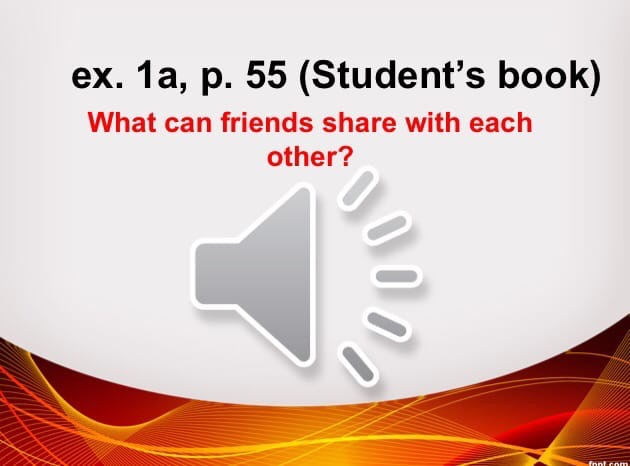 ex. 1a, p. 55 (Student’s book)
What can friends share with each
other?
fppt.com